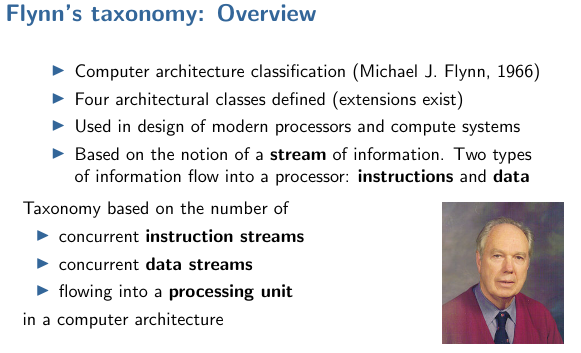 Flynn's taxonomy: Overview
▶ Computer architecture classification (Michael J. Flynn, 1966)
▶ Four architectural classes defined (extensions exist)
▶ Used in design of modern processors and compute systems
▶ Based on the notion of a stream of information. Two types
of information flow into a processor: instructions and data
Taxonomy based on the number of
▶ concurrent instruction streams
▶ concurrent data streams
▶ flowing into a processing unit
in a computer architecture